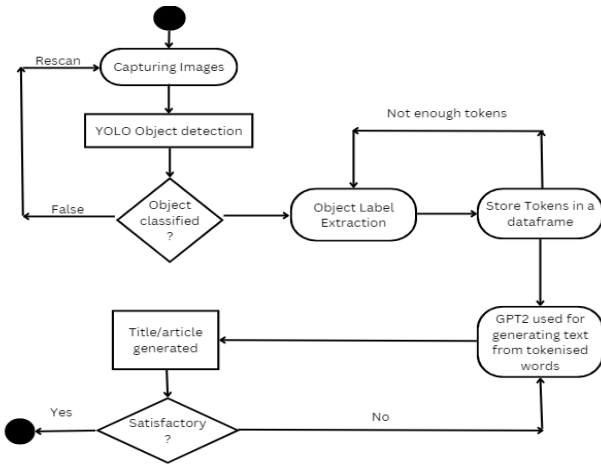 Rescan
Capturing Images
YOLO Object detection
Not enough tokens
False
Object
classified
?
Object Label
Extraction
Store Tokens in a
dataframe
Title/article
generated
GPT2 used for
generating text
from tokenised
words
Yes
Satisfactory
?
No